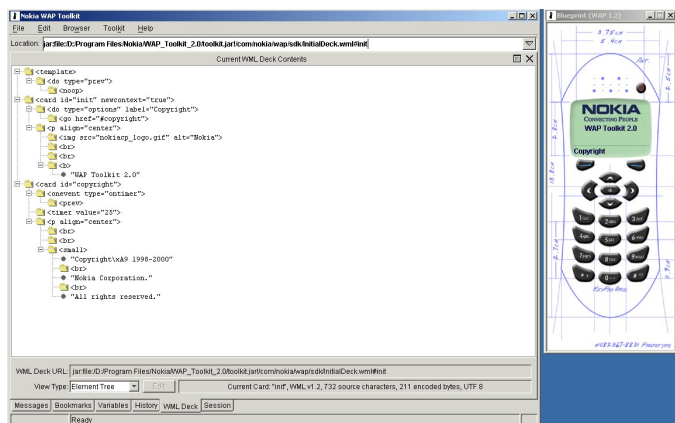 Nokia WAP Toolkit
File Edit Browser Toolkit Help
Location: jar:file:/D:/Program Files/Nokia/WAP_Toolkit_2.0/toolkit.jar!/com/nokia/wap/sdk/InitialDeck.wml#init
Current WML Deck Contents
<template>
<do type="prev">
<noop>
<card id="init" newcontext="true">
<do type="options" label="Copyright">
<go href="#copyright">
<p align="center">
<img src="nokiacp_logo.gif" alt="Nokia">
<br>
<br>
<b>
"WAP Toolkit 2.0"
<card id="copyright">
<onevent type="ontimer">
<prev>
<timer value="25">
<p align="center">
<br>
<br>
<small>
"Copyright\xA9 1998-2000"
<br>
"Nokia Corporation."
<br>
"All rights reserved."
WML Deck URL: jar:file:/D:/Program Files/Nokia/WAP_Toolkit_2.0/toolkit.jar!/com/nokia/wap/sdk/InitialDeck.wml#init
View Type: Element Tree Edit Current Card: "init", WML v1.2, 732 source characters, 211 encoded bytes, UTF 8
Messages Bookmarks Variables History WML Deck Session
Ready
Blueprint (WAP 1.2)
3.75cm
5.4cm
Ant.
NOKIA
CONNECTING PEOPLE
WAP Toolkit 2.0
Copyright
13.8cm